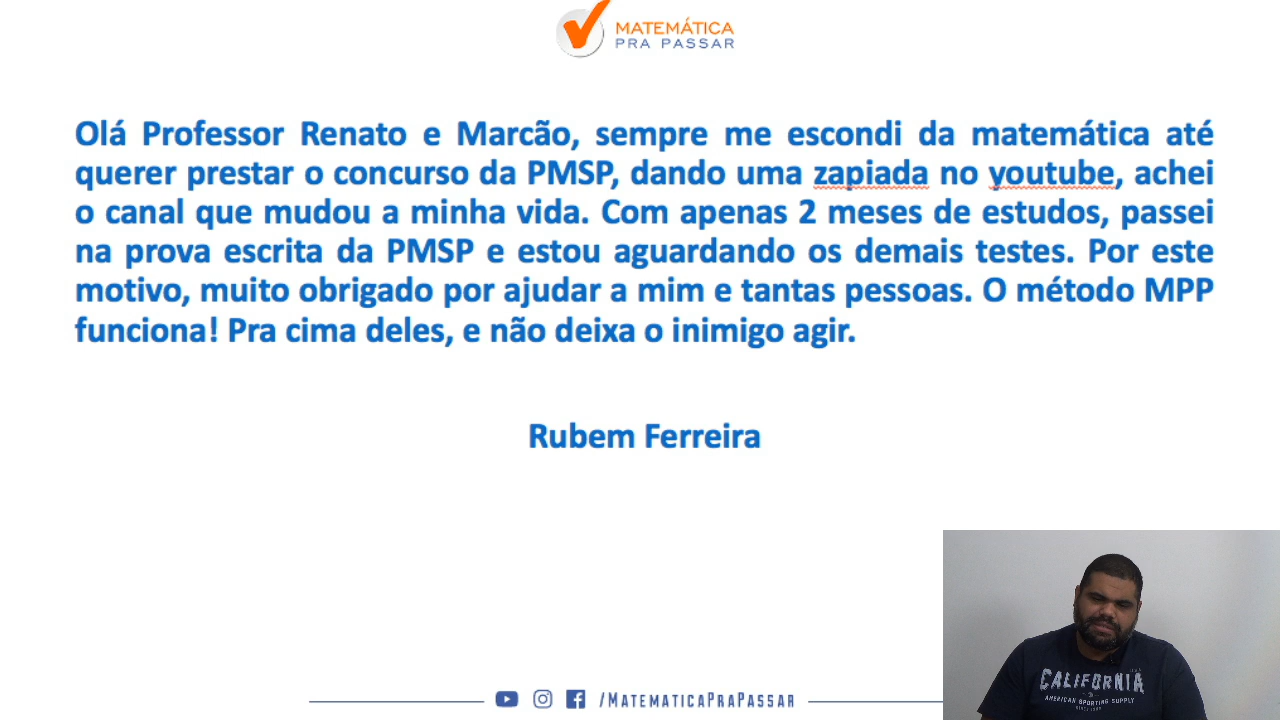 MATEMÁTICA
PRA PASSAR
Olá Professor Renato e Marcão, sempre me escondi da matemática até
querer prestar o concurso da PMSP, dando uma zapiada no youtube, achei
o canal que mudou a minha vida. Com apenas 2 meses de estudos, passei
na prova escrita da PMSP e estou aguardando os demais testes. Por este
motivo, muito obrigado por ajudar a mim e tantas pessoas. O método MPP
funciona! Pra cima deles, e não deixa o inimigo agir.
Rubem Ferreira
CALIFORNIA
AMERICAN SPORTING SUPPLY
/MATEMATICAPRAPASSAR